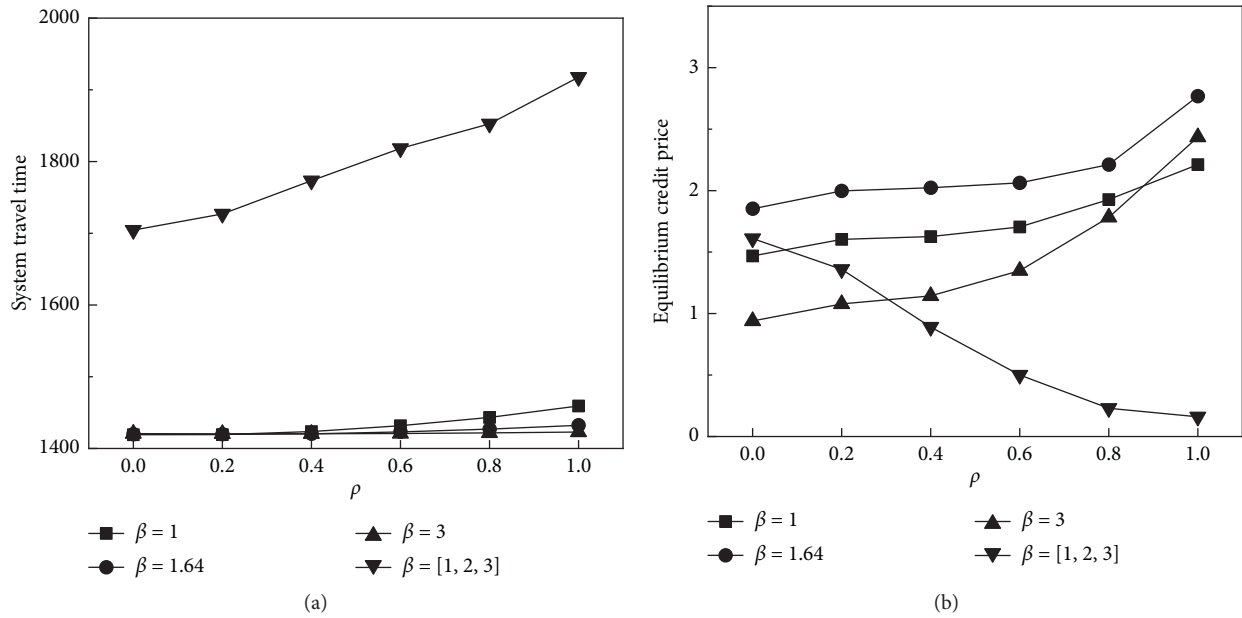 2000
1800
1600
1400
System travel time
0.0 0.2 0.4 0.6 0.8 1.0
ρ
β = 1
β = 3
β = 1.64
β = [1, 2, 3]
(a)
3
2
1
0
Equilibrium credit price
0.0 0.2 0.4 0.6 0.8 1.0
ρ
β = 1
β = 3
β = 1.64
β = [1, 2, 3]
(b)